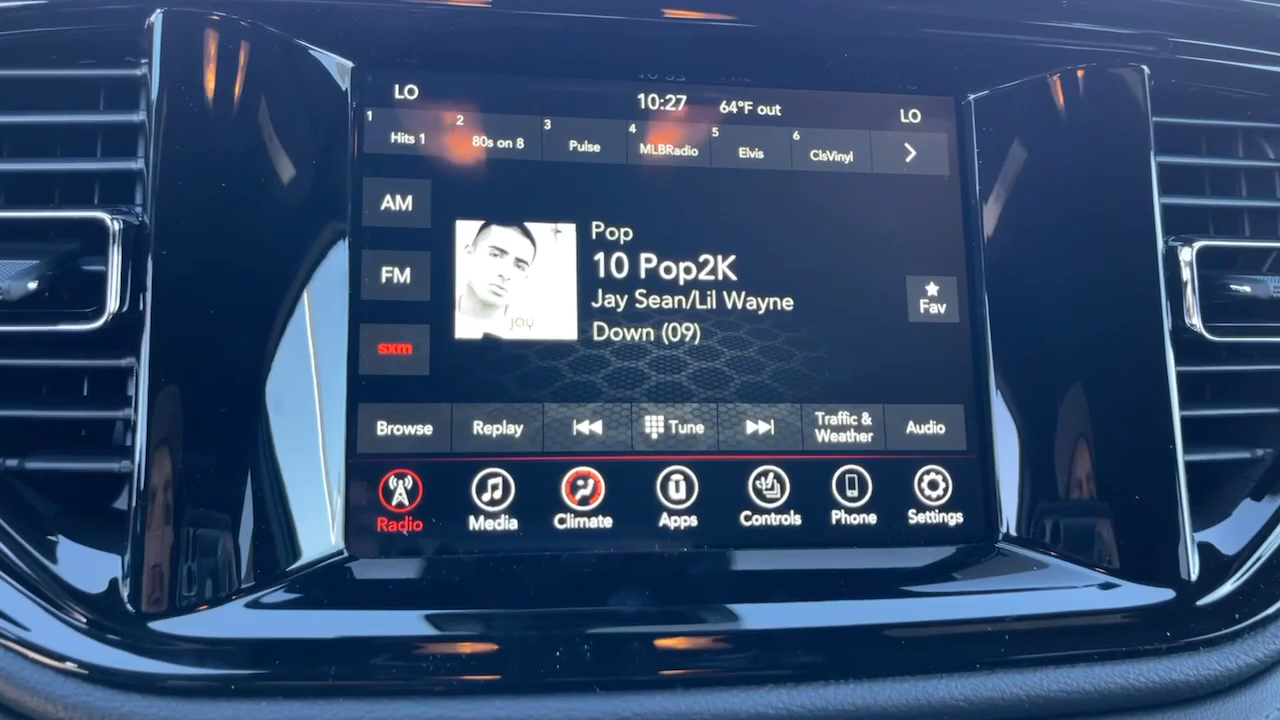 LO
10:27
64°F out
LO
1
Hits 1
2
80s on 8
3
Pulse
4
MLBRadio
5
Elvis
6
ClsVinyl
AM
FM
sxm
jay
Pop
10 Pop2K
Jay Sean/Lil Wayne
Down (09)
Fav
Browse
Replay
Tune
Traffic &
Weather
Audio
Radio
Media
Climate
Apps
Controls
Phone
Settings